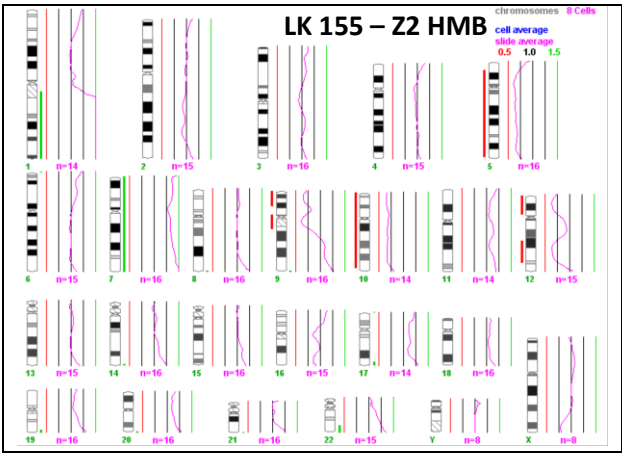 LK 155 – Z2 HMB
chromosomes 8 Cells
cell average
slide average
0.5 1.0 1.5
1 n=14
2 n=15
3 n=16
4 n=15
5 n=16
6 n=15
7 n=16
8 n=16
9 n=16
10 n=14
11 n=14
12 n=15
13 n=15
14 n=16
15 n=16
16 n=15
17 n=14
18 n=16
19 n=16
20 n=16
21 n=16
22 n=15
Y n=8
X n=8